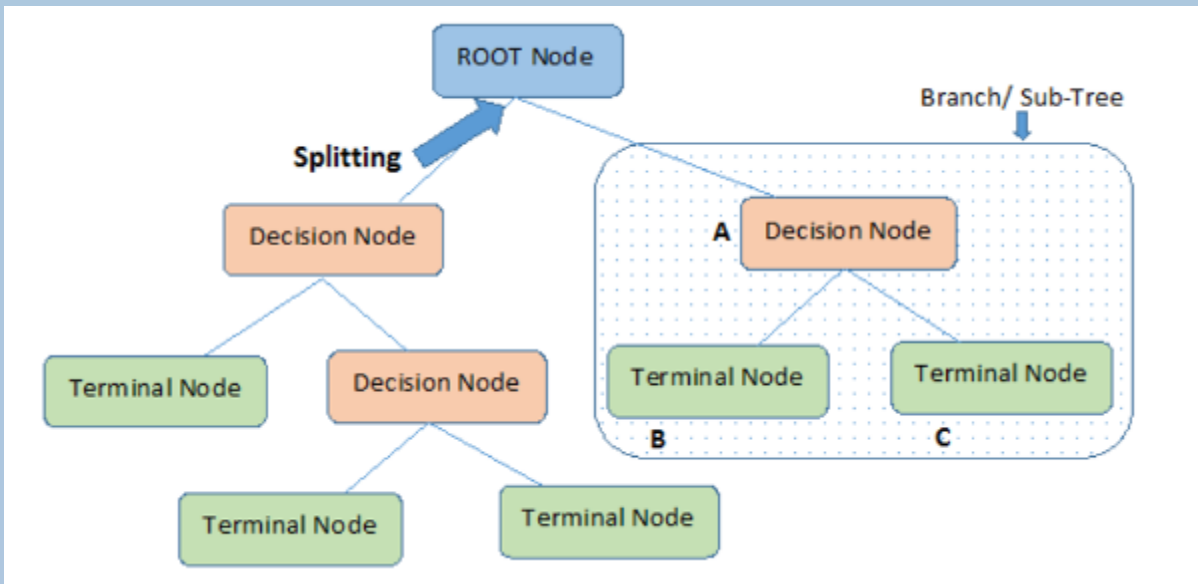 ROOT Node
Branch/ Sub-Tree
Splitting
Decision Node
A
Decision Node
Terminal Node
Decision Node
Terminal Node
Terminal Node
B
C
Terminal Node
Terminal Node